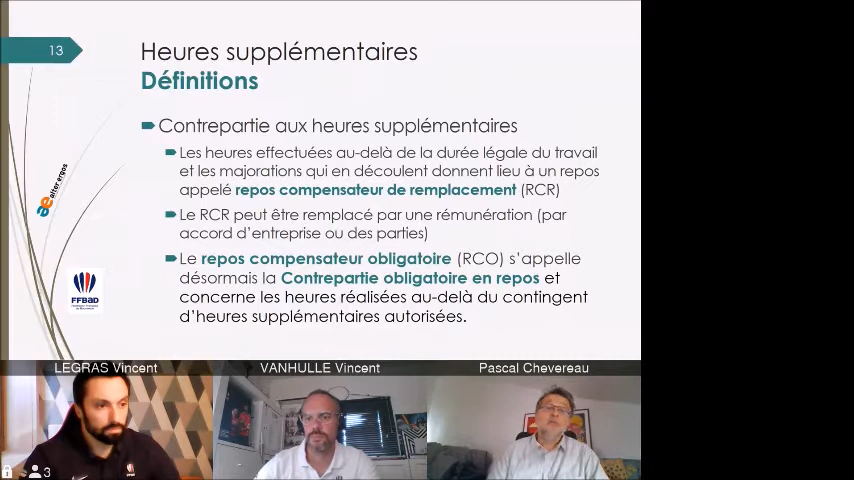 13
Heures supplémentaires
Définitions
Contrepartie aux heures supplémentaires
Les heures effectuées au-delà de la durée légale du travail
et les majorations qui en découlent donnent lieu à un repos
appelé repos compensateur de remplacement (RCR)
Le RCR peut être remplacé par une rémunération (par
accord d'entreprise ou des parties)
Le repos compensateur obligatoire (RCO) s'appelle
désormais la Contrepartie obligatoire en repos et
concerne les heures réalisées au-delà du contingent
d'heures supplémentaires autorisées.
ae alter ergos
FFBAD
LEGRAS Vincent
VANHULLE Vincent
Pascal Chevereau
3